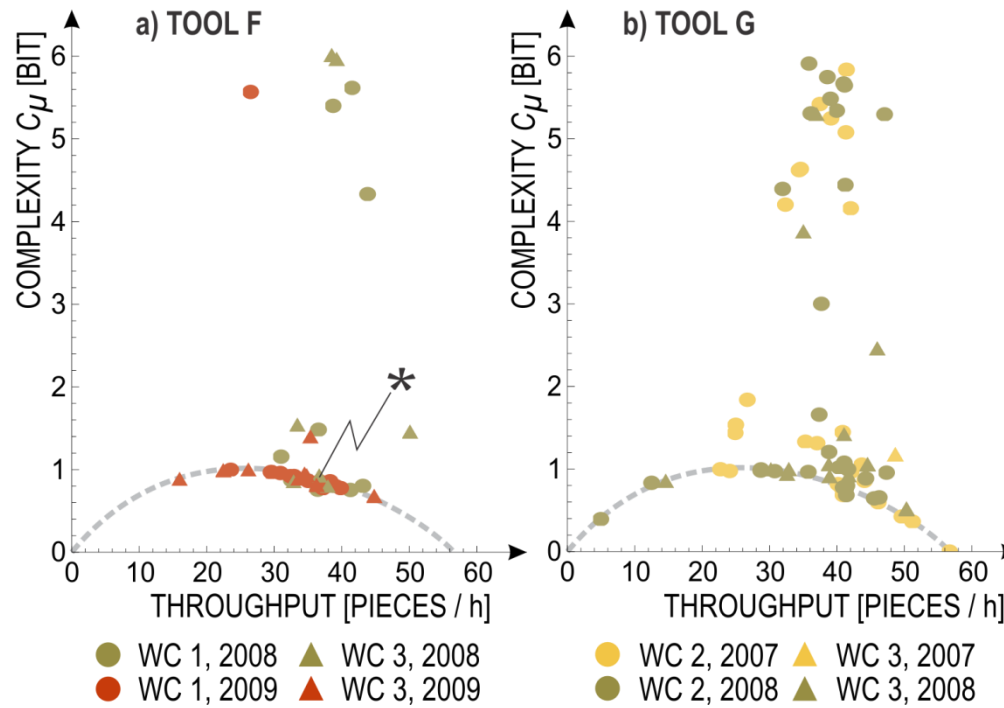 a) TOOL F
COMPLEXITY Cμ [BIT]
6
5
4
3
2
1
0
*
0 10 20 30 40 50 60
THROUGHPUT [PIECES / h]
WC 1, 2008 WC 3, 2008
WC 1, 2009 WC 3, 2009
b) TOOL G
COMPLEXITY Cμ [BIT]
6
5
4
3
2
1
0
0 10 20 30 40 50 60
THROUGHPUT [PIECES / h]
WC 2, 2007 WC 3, 2007
WC 2, 2008 WC 3, 2008